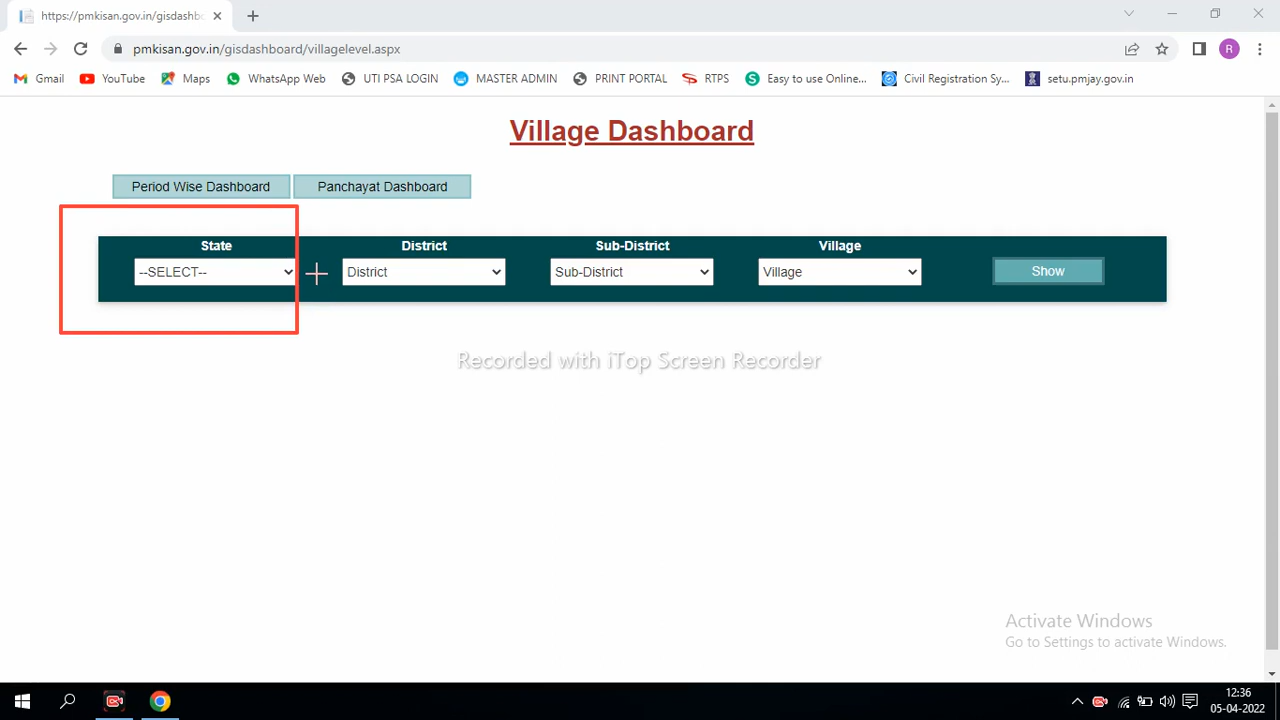 https://pmkisan.gov.in/gisdashbo
pmkisan.gov.in/gisdashboard/villagelevel.aspx
R
Gmail YouTube Maps WhatsApp Web UTI PSA LOGIN MASTER ADMIN PRINT PORTAL RTPS Easy to use Online... Civil Registration Sy... setu.pmjay.gov.in
Village Dashboard
Period Wise Dashboard Panchayat Dashboard
State District Sub-District Village
--SELECT-- District Sub-District Village Show
Recorded with iTop Screen Recorder
Activate Windows
Go to Settings to activate Windows.
12:36
05-04-2022